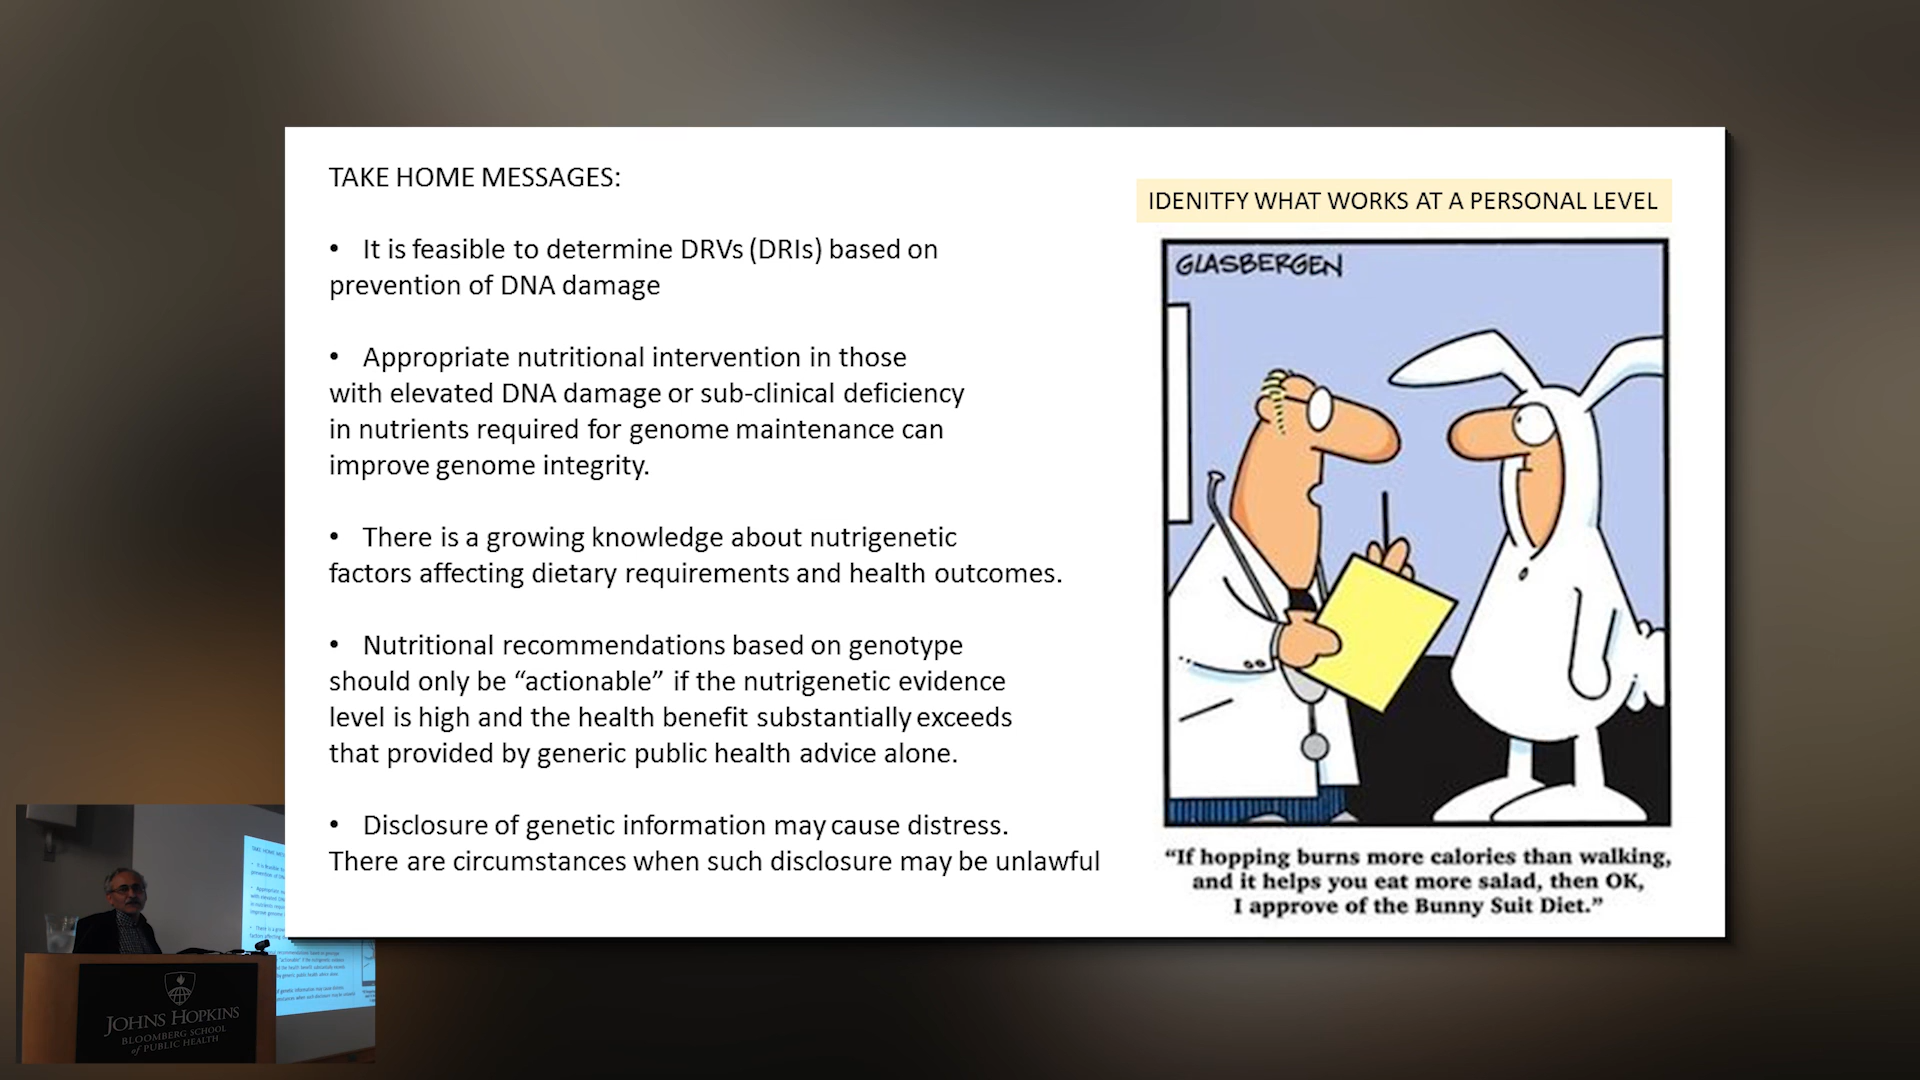 TAKE HOME MESSAGES:
• It is feasible to determine DRVs (DRIs) based on
prevention of DNA damage
• Appropriate nutritional intervention in those
with elevated DNA damage or sub-clinical deficiency
in nutrients required for genome maintenance can
improve genome integrity.
• There is a growing knowledge about nutrigenetic
factors affecting dietary requirements and health outcomes.
• Nutritional recommendations based on genotype
should only be “actionable” if the nutrigenetic evidence
level is high and the health benefit substantially exceeds
that provided by generic public health advice alone.
• Disclosure of genetic information may cause distress.
There are circumstances when such disclosure may be unlawful
IDENITFY WHAT WORKS AT A PERSONAL LEVEL
GLASBERGEN
“If hopping burns more calories than walking,
and it helps you eat more salad, then OK,
I approve of the Bunny Suit Diet.”
JOHNS HOPKINS
BLOOMBERG SCHOOL
of PUBLIC HEALTH